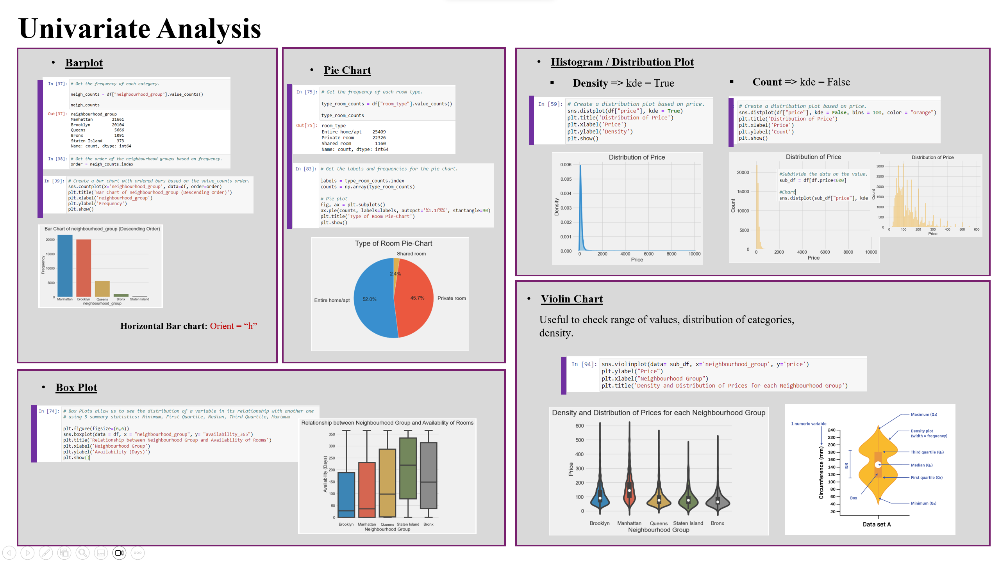 Univariate Analysis
• Barplot
In [37]: # Get the frequency of each category.
neigh_counts = df["neighbourhood_group"].value_counts()
neigh_counts
Out[37]: neighbourhood_group
Manhattan 21661
Brooklyn 20104
Queens 5666
Bronx 1091
Staten Island 373
Name: count, dtype: int64
In [38]: # Get the order of the neighbourhood groups based on frequency.
order = neigh_counts.index
In [39]: # Create a bar chart with ordered bars based on the value_counts order.
sns.countplot(x='neighbourhood_group', data=df, order=order)
plt.title('Bar Chart of neighbourhood_group (Descending Order)')
plt.xlabel('neighbourhood_group')
plt.ylabel('Frequency')
plt.show()
Bar Chart of neighbourhood_group (Descending Order)
Frequency
20000
15000
10000
5000
0
Manhattan Brooklyn Queens Bronx Staten Island
neighbourhood_group
Horizontal Bar chart: Orient = “h”
• Pie Chart
In [75]: # Get the frequency of each room type.
type_room_counts = df["room_type"].value_counts()
type_room_counts
Out[75]: room_type
Entire home/apt 25409
Private room 22326
Shared room 1160
Name: count, dtype: int64
In [83]: # Get the labels and frequencies for the pie chart.
labels = type_room_counts.index
counts = np.array(type_room_counts)
# Pie plot
fig, ax = plt.subplots()
ax.pie(counts, labels=labels, autopct='%1.1f%%', startangle=90)
plt.title('Type of Room Pie-Chart')
plt.show()
Type of Room Pie-Chart
Shared room
2.4%
Entire home/apt 52.0% 45.7% Private room
• Histogram / Distribution Plot
▪ Density => kde = True
In [59]: # Create a distribution plot based on price.
sns.distplot(df["price"], kde = True)
plt.title('Distribution of Price')
plt.xlabel('Price')
plt.ylabel('Density')
plt.show()
Distribution of Price
Density
0.006
0.005
0.004
0.003
0.002
0.001
0.000
0 2000 4000 6000 8000 10000
Price
▪ Count => kde = False
# Create a distribution plot based on price.
sns.distplot(df["price"], kde = False, bins = 100, color = "orange")
plt.title('Distribution of Price')
plt.xlabel('Price')
plt.ylabel('Count')
plt.show()
Distribution of Price
Count
20000
15000
10000
5000
0
0 2000 4000 6000 8000 10000
Price
#Subdivide the data on the value.
sub_df = df[df.price<600]
#Chart
sns.distplot(sub_df["price"], kde
Distribution of Price
Count
3000
2500
2000
1500
1000
500
0
0 100 200 300 400 500 600
Price
• Box Plot
In [74]: # Box Plots allow us to see the distribution of a variable in its relationship with another one
# using 5 summary statistics: Minimum, First Quartile, Median, Third Quartile, Maximum
plt.figure(figsize=(6,6))
sns.boxplot(data = df, x = "neighbourhood_group", y= "availability_365")
plt.title('Relationship between Neighbourhood Group and Availability of Rooms')
plt.xlabel('Neighbourhood Group')
plt.ylabel('Availability (Days)')
plt.show()
Relationship between Neighbourhood Group and Availability of Rooms
Availability (Days)
350
300
250
200
150
100
50
0
Brooklyn Manhattan Queens Staten Island Bronx
Neighbourhood Group
• Violin Chart
Useful to check range of values, distribution of categories,
density.
In [94]: sns.violinplot(data= sub_df, x='neighbourhood_group', y='price')
plt.ylabel("Price")
plt.xlabel("Neighbourhood Group")
plt.title('Density and Distribution of Prices for each Neighbourhood Group')
Density and Distribution of Prices for each Neighbourhood Group
Price
600
500
400
300
200
100
0
Brooklyn Manhattan Queens Staten Island Bronx
Neighbourhood Group
1 numeric variable
Circumference (mm)
240
220
200
180
160
140
120
100
80
60
40
20
IQR
Box
Maximum (Q₄)
Density plot
(width ≈ frequency)
Third quartile (Q₃)
Median (Q₂)
First quartile (Q₁)
Minimum (Q₀)
Data set A